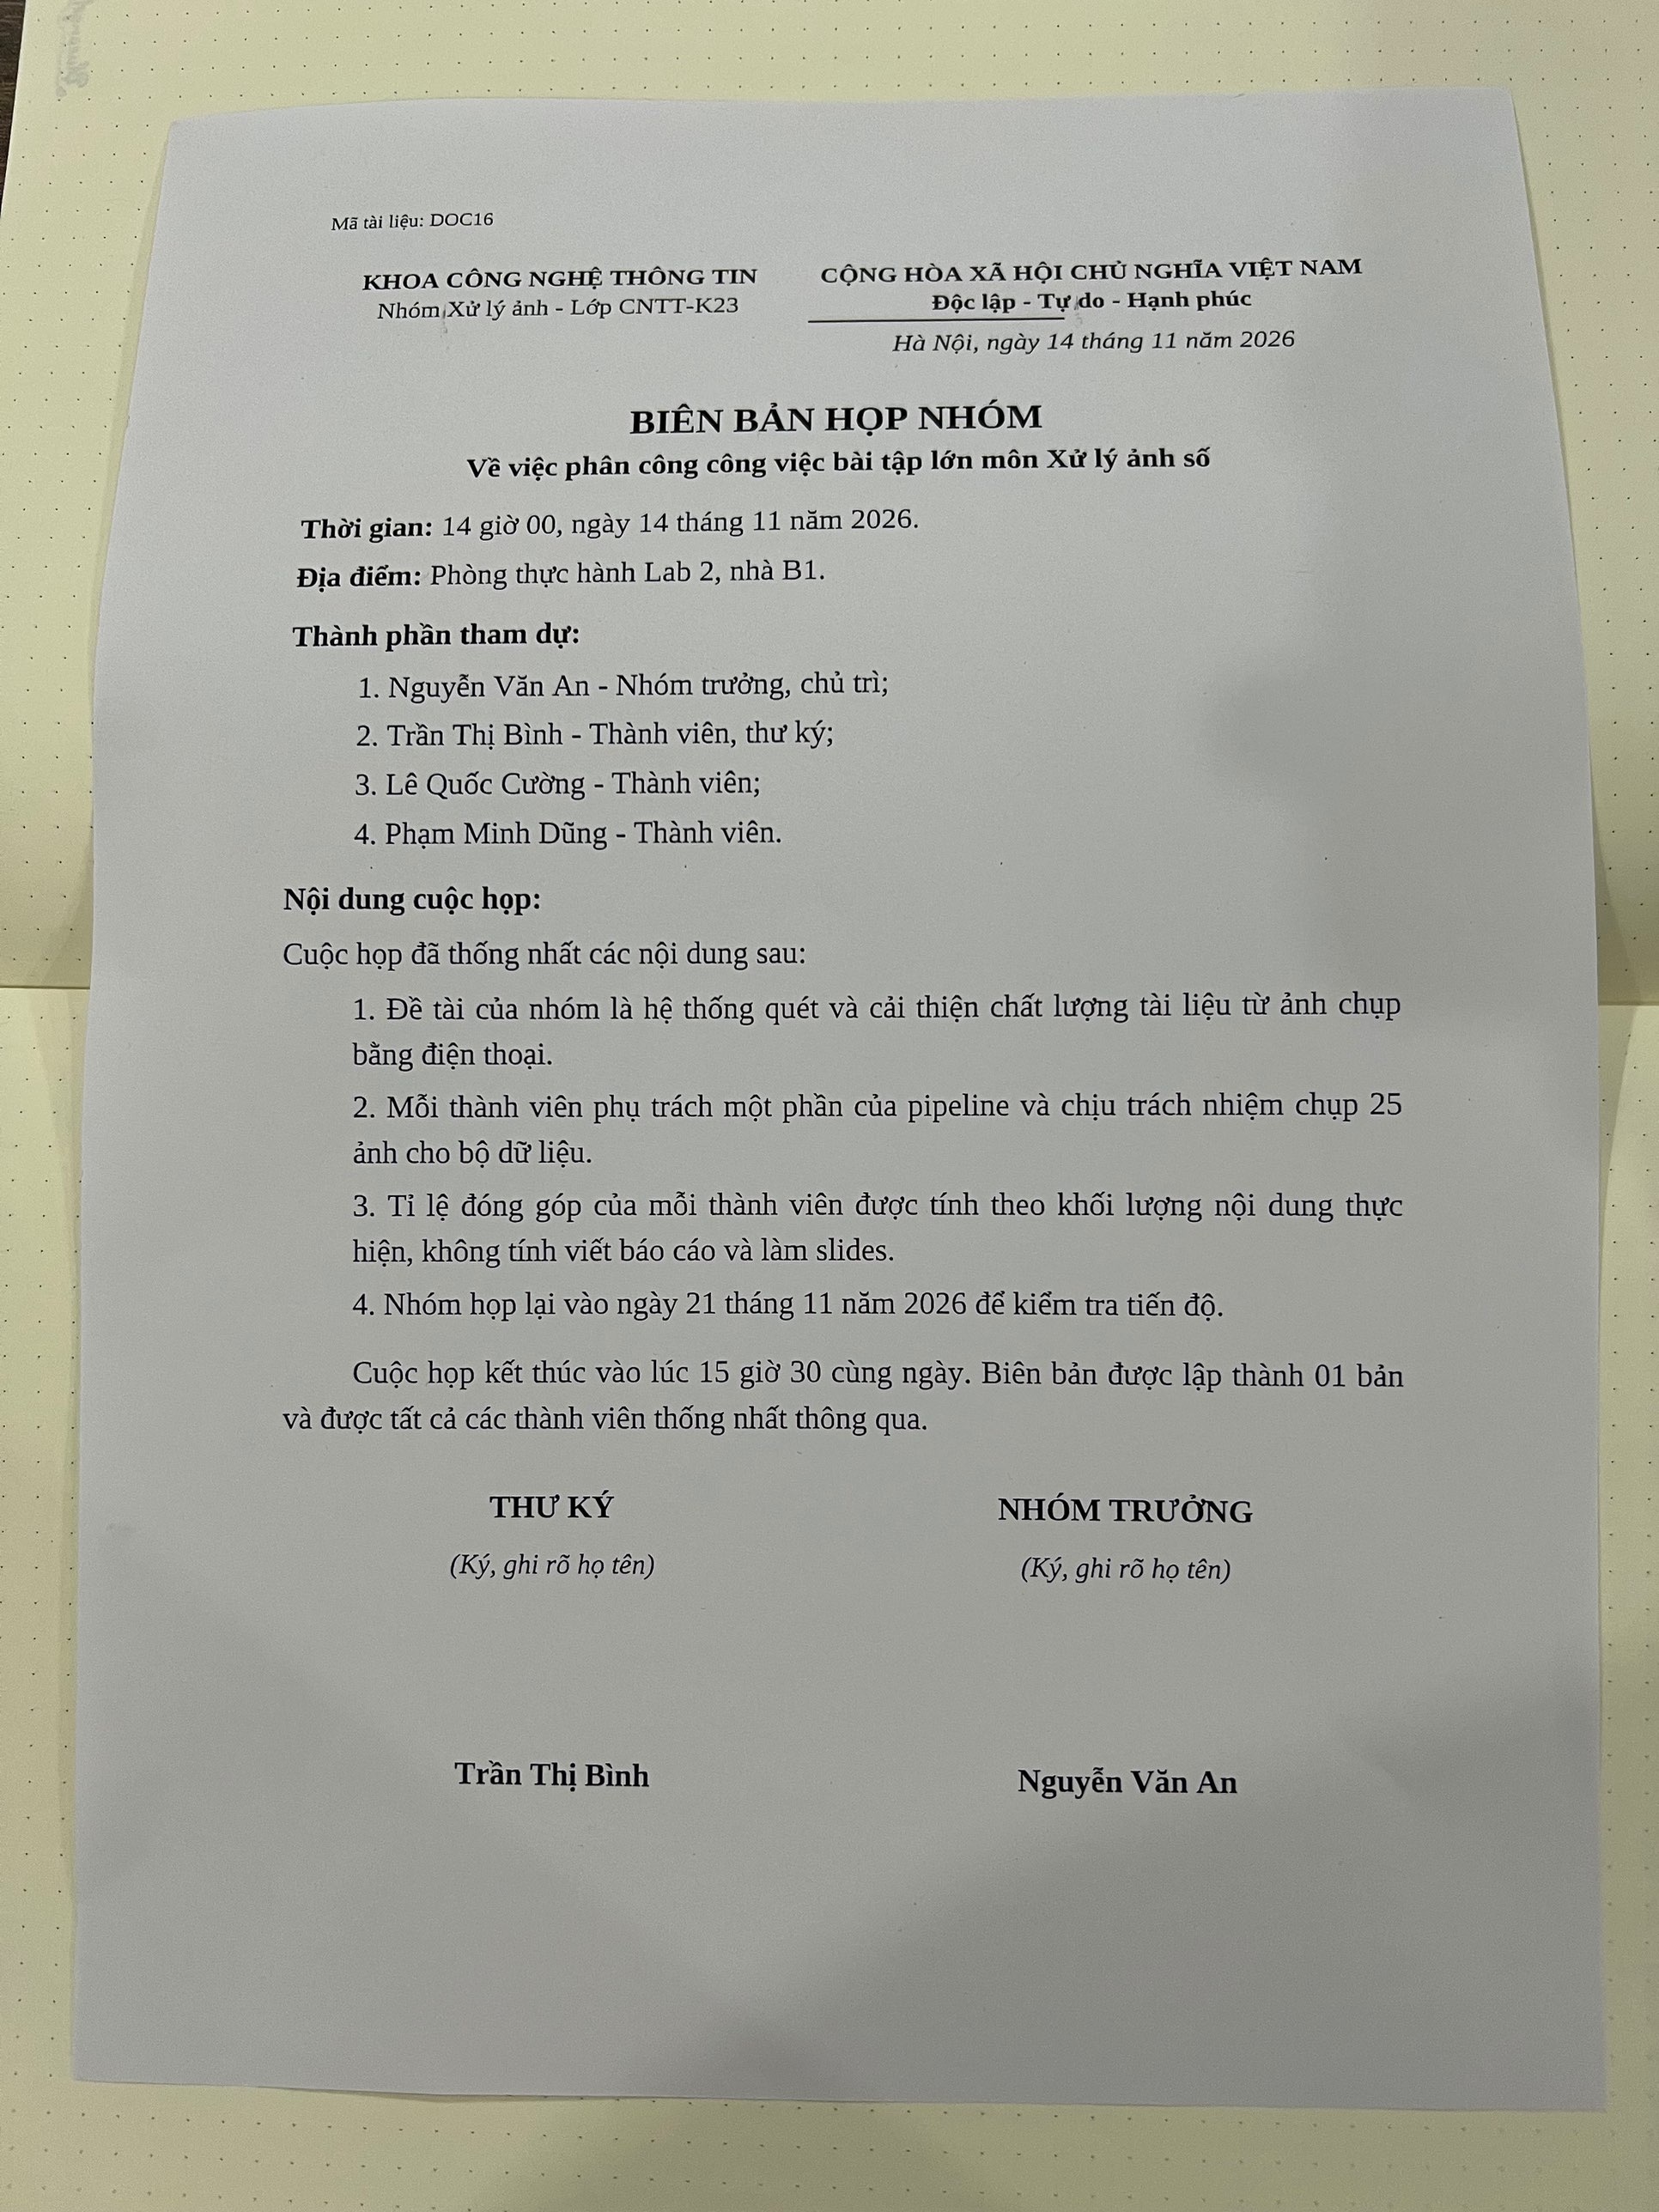 Mã tài liệu: DOC16
KHOA CÔNG NGHỆ THÔNG TIN
Nhóm Xử lý ảnh - Lớp CNTT-K23
CỘNG HÒA XÃ HỘI CHỦ NGHĨA VIỆT NAM
Độc lập - Tự do - Hạnh phúc
Hà Nội, ngày 14 tháng 11 năm 2026
BIÊN BẢN HỌP NHÓM
Về việc phân công công việc bài tập lớn môn Xử lý ảnh số
Thời gian: 14 giờ 00, ngày 14 tháng 11 năm 2026.
Địa điểm: Phòng thực hành Lab 2, nhà B1.
Thành phần tham dự:
1. Nguyễn Văn An - Nhóm trưởng, chủ trì;
2. Trần Thị Bình - Thành viên, thư ký;
3. Lê Quốc Cường - Thành viên;
4. Phạm Minh Dũng - Thành viên.
Nội dung cuộc họp:
Cuộc họp đã thống nhất các nội dung sau:
1. Đề tài của nhóm là hệ thống quét và cải thiện chất lượng tài liệu từ ảnh chụp
bằng điện thoại.
2. Mỗi thành viên phụ trách một phần của pipeline và chịu trách nhiệm chụp 25
ảnh cho bộ dữ liệu.
3. Tỉ lệ đóng góp của mỗi thành viên được tính theo khối lượng nội dung thực
hiện, không tính viết báo cáo và làm slides.
4. Nhóm họp lại vào ngày 21 tháng 11 năm 2026 để kiểm tra tiến độ.
Cuộc họp kết thúc vào lúc 15 giờ 30 cùng ngày. Biên bản được lập thành 01 bản
và được tất cả các thành viên thống nhất thông qua.
THƯ KÝ
(Ký, ghi rõ họ tên)
Trần Thị Bình
NHÓM TRƯỞNG
(Ký, ghi rõ họ tên)
Nguyễn Văn An